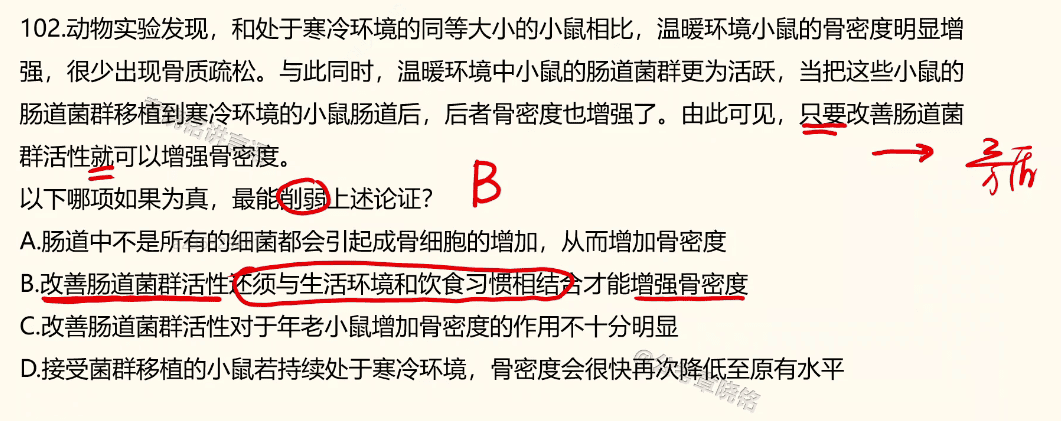 102.动物实验发现，和处于寒冷环境的同等大小的小鼠相比，温暖环境小鼠的骨密度明显增
强，很少出现骨质疏松。与此同时，温暖环境中小鼠的肠道菌群更为活跃，当把这些小鼠的
肠道菌群移植到寒冷环境的小鼠肠道后，后者骨密度也增强了。由此可见，只要改善肠道菌
群活性就可以增强骨密度。
矛盾
以下哪项如果为真，最能削弱上述论证？
B
A.肠道中不是所有的细菌都会引起成骨细胞的增加，从而增加骨密度
B.改善肠道菌群活性还须与生活环境和饮食习惯相结合才能增强骨密度
C.改善肠道菌群活性对于年老小鼠增加骨密度的作用不十分明显
D.接受菌群移植的小鼠若持续处于寒冷环境，骨密度会很快再次降低至原有水平